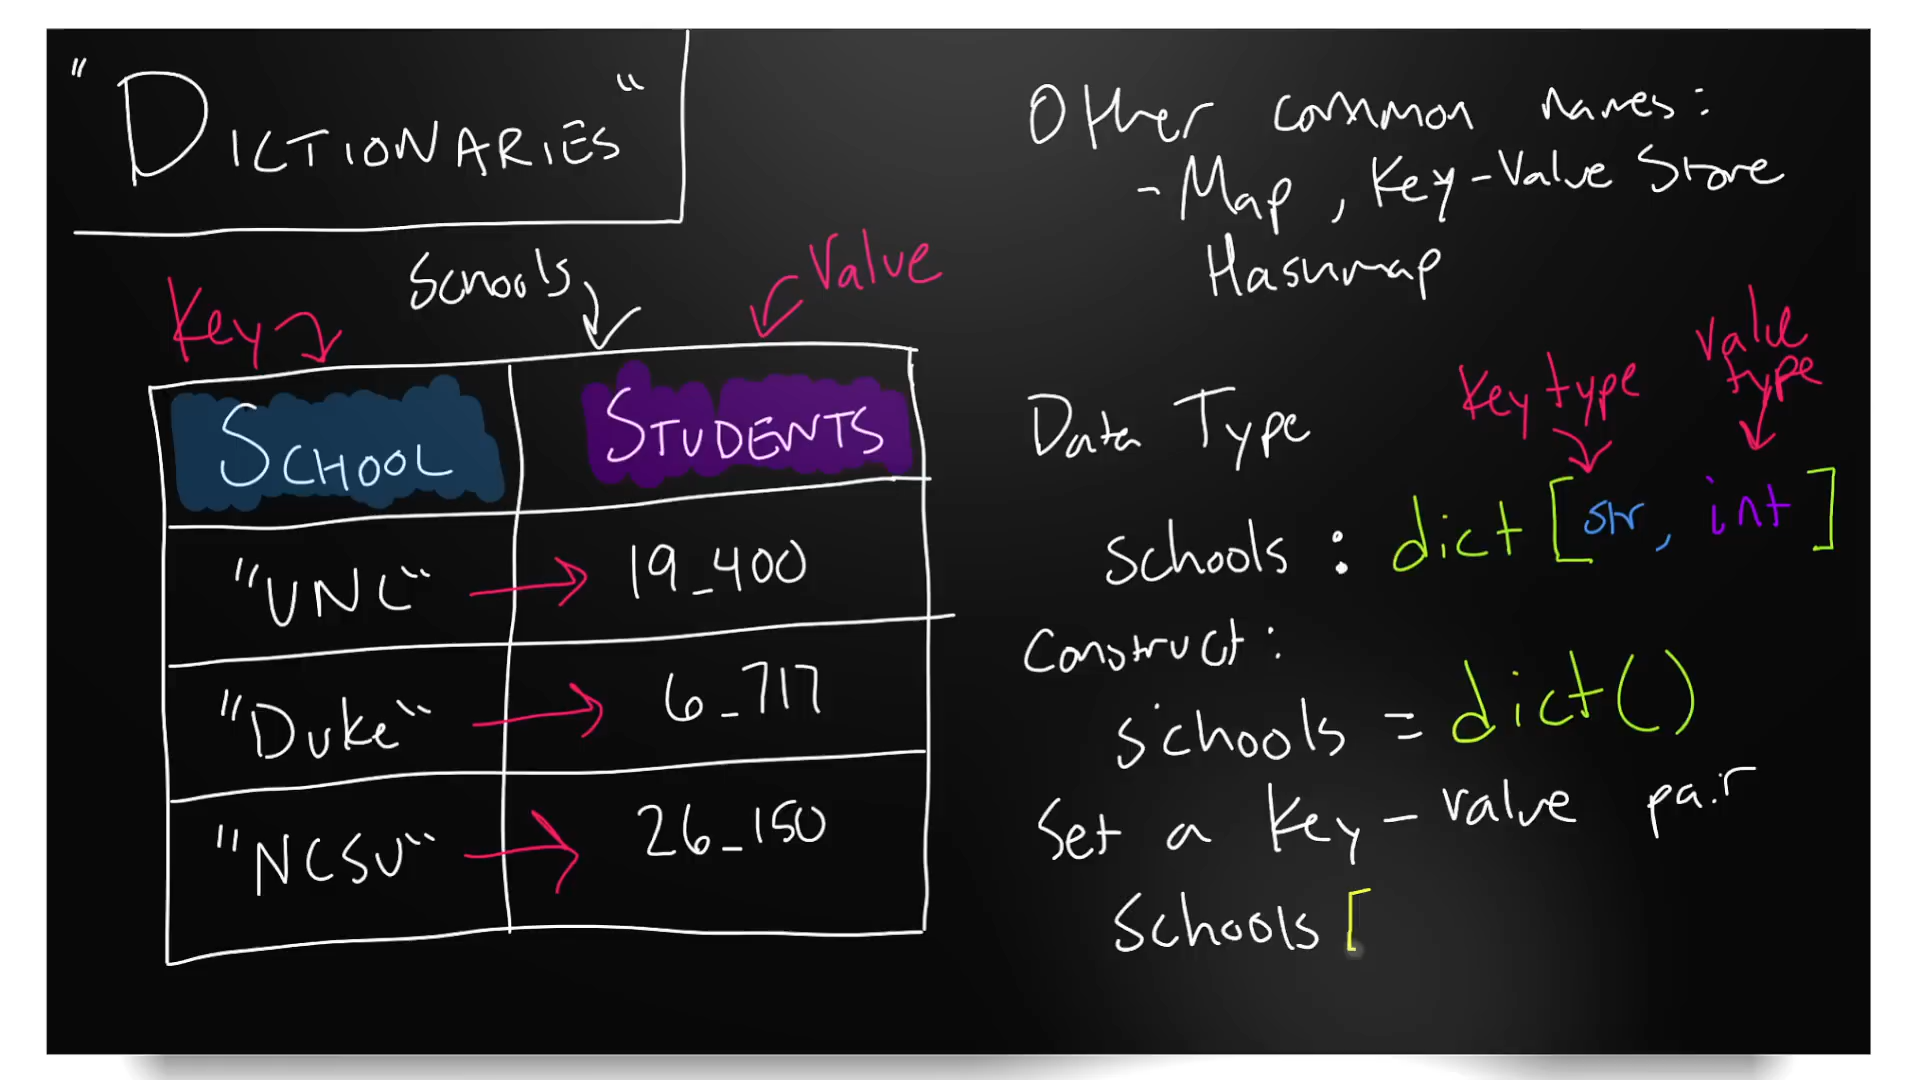 "DICTIONARIES"
Key
Schools
Value
SCHOOL STUDENTS
"UNC" 19_400
"Duke" 6_717
"NCSU" 26_150
Other common names:
- Map, Key-Value Store
Hashmap
Data Type
Key type
value
type
schools : dict[str, int]
Construct:
schools = dict()
Set a key-value pair
schools[